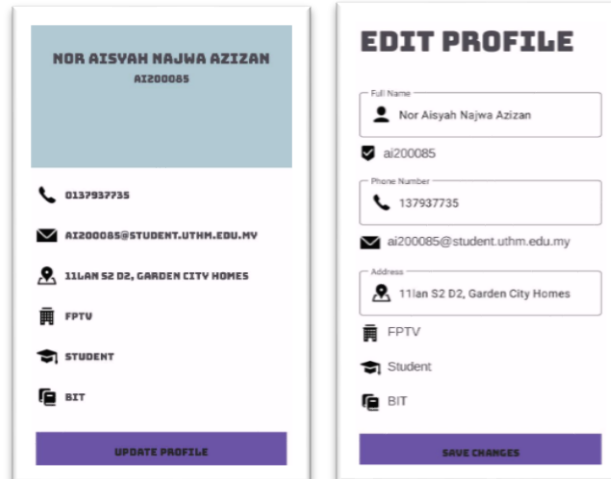 NOR AISYAH NAJWA AZIZAN
AI200085
0137937735
AI200085@STUDENT.UTHM.EDU.MY
11LAN S2 D2, GARDEN CITY HOMES
FPTV
STUDENT
BIT
UPDATE PROFILE
EDIT PROFILE
Full Name
Nor Aisyah Najwa Azizan
ai200085
Phone Number
137937735
ai200085@student.uthm.edu.my
Address
11lan S2 D2, Garden City Homes
FPTV
Student
BIT
SAVE CHANGES